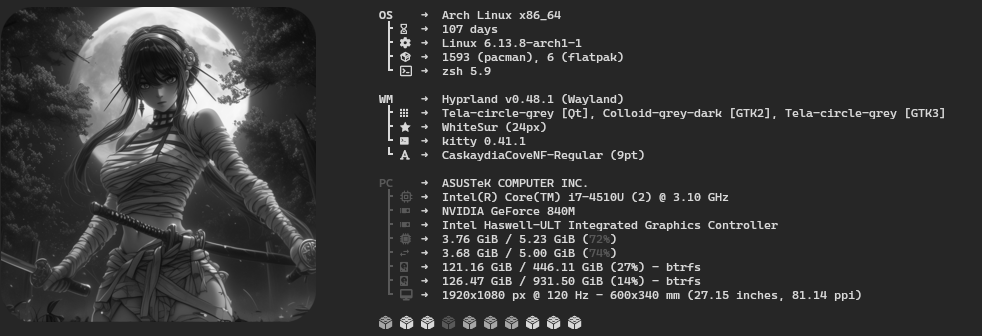 OS ➜ Arch Linux x86_64
➜ 107 days
➜ Linux 6.13.8-arch1-1
➜ 1593 (pacman), 6 (flatpak)
➜ zsh 5.9
WM ➜ Hyprland v0.48.1 (Wayland)
➜ Tela-circle-grey [Qt], Colloid-grey-dark [GTK2], Tela-circle-grey [GTK3]
➜ WhiteSur (24px)
➜ kitty 0.41.1
➜ CaskaydiaCoveNF-Regular (9pt)
PC ➜ ASUSTeK COMPUTER INC.
➜ Intel(R) Core(TM) i7-4510U (2) @ 3.10 GHz
➜ NVIDIA GeForce 840M
➜ Intel Haswell-ULT Integrated Graphics Controller
➜ 3.76 GiB / 5.23 GiB (72%)
➜ 3.68 GiB / 5.00 GiB (74%)
➜ 121.16 GiB / 446.11 GiB (27%) - btrfs
➜ 126.47 GiB / 931.50 GiB (14%) - btrfs
➜ 1920x1080 px @ 120 Hz - 600x340 mm (27.15 inches, 81.14 ppi)